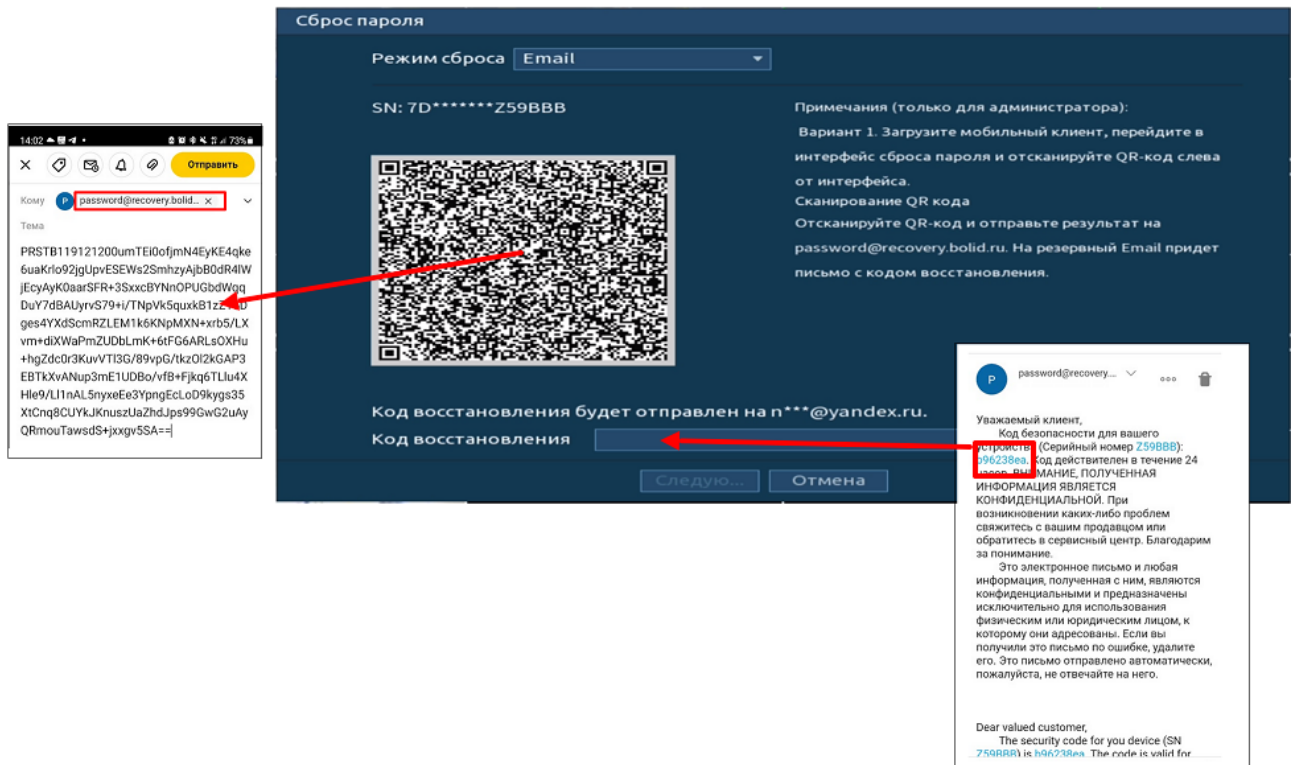 Сброс пароля
Режим сброса Email
SN: 7D*******Z59BBB
Примечания (только для администратора):
Вариант 1. Загрузите мобильный клиент, перейдите в
интерфейс сброса пароля и отсканируйте QR-код слева
от интерфейса.
Сканирование QR кода
Отсканируйте QR-код и отправьте результат на
password@recovery.bolid.ru. На резервный Email придет
письмо с кодом восстановления.
Код восстановления будет отправлен на n***@yandex.ru.
Код восстановления
Следую... Отмена
14:02 73%
Отправить
Кому P password@recovery.bolid... ×
Тема
PRSTB119121200umTEi0ofjmN4EyKE4qke
6uaKrlo92jgUpvESEWs2SmhzyAjbB0dR4lW
jEcyAyK0aarSFR+3SxxcBYNnOPUGbdWqq
DuY7dBAUyrvS79+i/TNpVk5quxkB1zZ
ges4YXdScmRZLEM1k6KNpMXN+xrb5/LX
vm+diXWaPmZUDbLmK+6tFG6ARLsOXHu
+hgZdc0r3KuvVTI3G/89vpG/tkzOl2kGAP3
EBTkXvANup3mE1UDBo/vfB+Fjkq6TLlu4X
Hle9/Ll1nAL5nyxeEe3YpngEcLoD9kygs35
XtCnq8CUYkJKnuszUaZhdJps99GwG2uAy
QRmouTawsdS+jxxgv5SA==
P password@recovery....
Уважаемый клиент,
Код безопасности для вашего
устройства (Серийный номер Z59BBB):
b96238ea. Код действителен в течение 24
часов. ВНИМАНИЕ, ПОЛУЧЕННАЯ
ИНФОРМАЦИЯ ЯВЛЯЕТСЯ
КОНФИДЕНЦИАЛЬНОЙ. При
возникновении каких-либо проблем
свяжитесь с вашим продавцом или
обратитесь в сервисный центр. Благодарим
за понимание.
Это электронное письмо и любая
информация, полученная с ним, являются
конфиденциальными и предназначены
исключительно для использования
физическим или юридическим лицом, к
которому они адресованы. Если вы
получили это письмо по ошибке, удалите
его. Это письмо отправлено автоматически,
пожалуйста, не отвечайте на него.
Dear valued customer,
The security code for you device (SN
Z59BBB) is b96238ea. The code is valid for